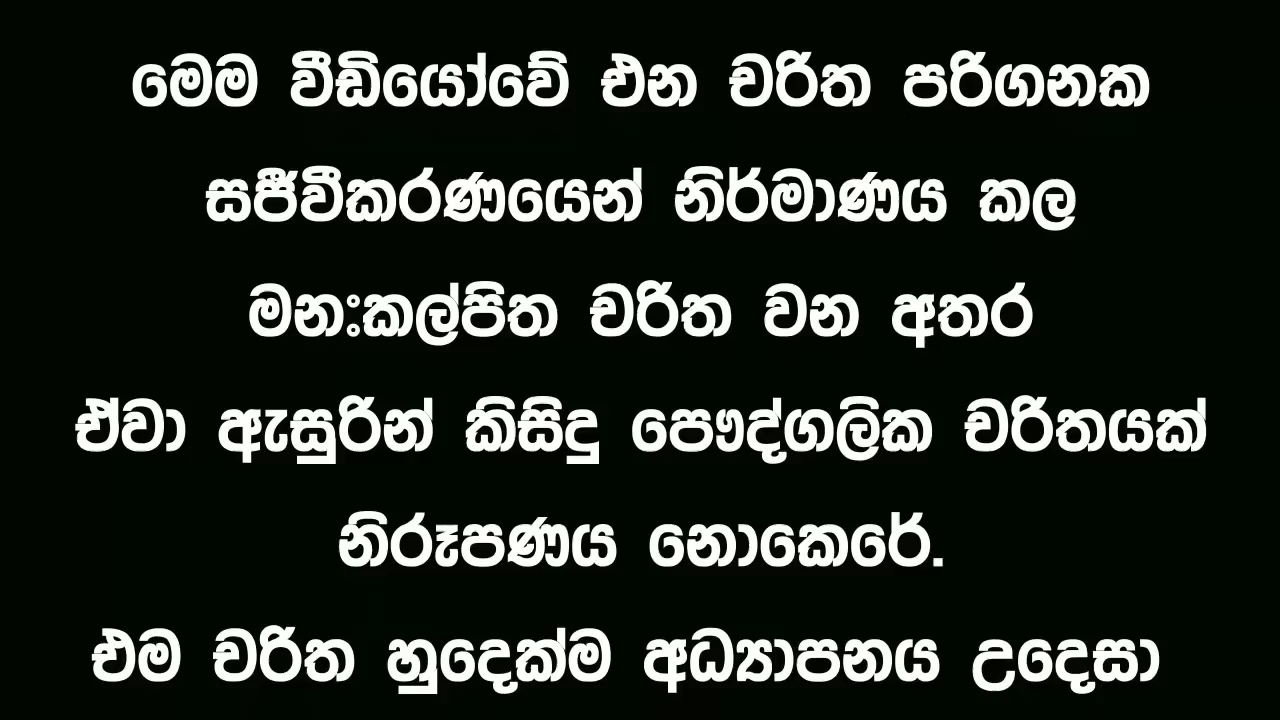 මෙම වීඩියෝවේ එන චරිත පරිගනක
සජීවීකරණයෙන් නිර්මාණය කල
මනඃකල්පිත චරිත වන අතර
ඒවා ඇසුරින් කිසිදු පෞද්ගලික චරිතයක්
නිරූපණය නොකෙරේ.
එම චරිත හුදෙක්ම අධ්‍යාපනය උදෙසා